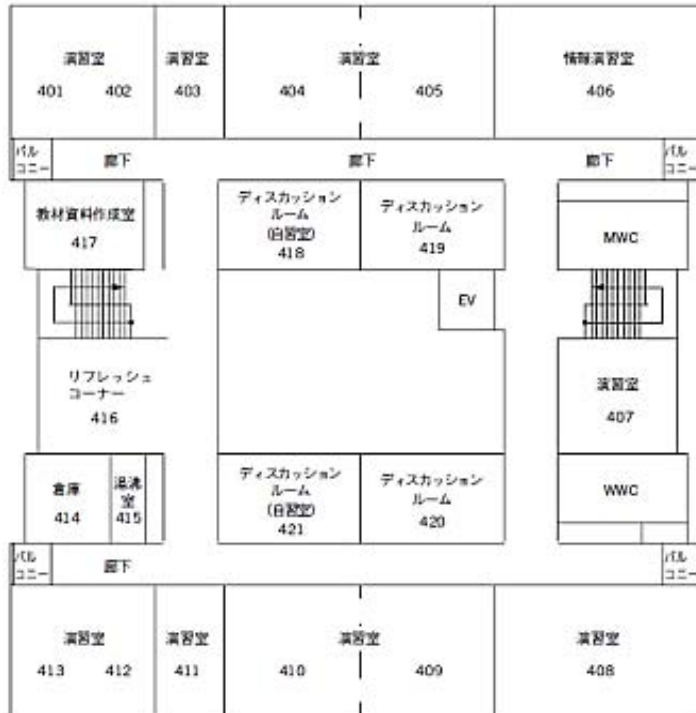 演習室
401 402
演習室
403
演習室
404 405
情報演習室
406
バル
コニー
廊下
廊下
廊下
バル
コニー
教材資料作成室
417
ディスカッション
ルーム
(自習室)
418
ディスカッション
ルーム
419
MWC
EV
リフレッシュ
コーナー
416
演習室
407
倉庫
414
湯沸
室
415
ディスカッション
ルーム
(自習室)
421
ディスカッション
ルーム
420
WWC
バル
コニー
廊下
バル
コニー
演習室
413 412
演習室
411
演習室
410 409
演習室
408